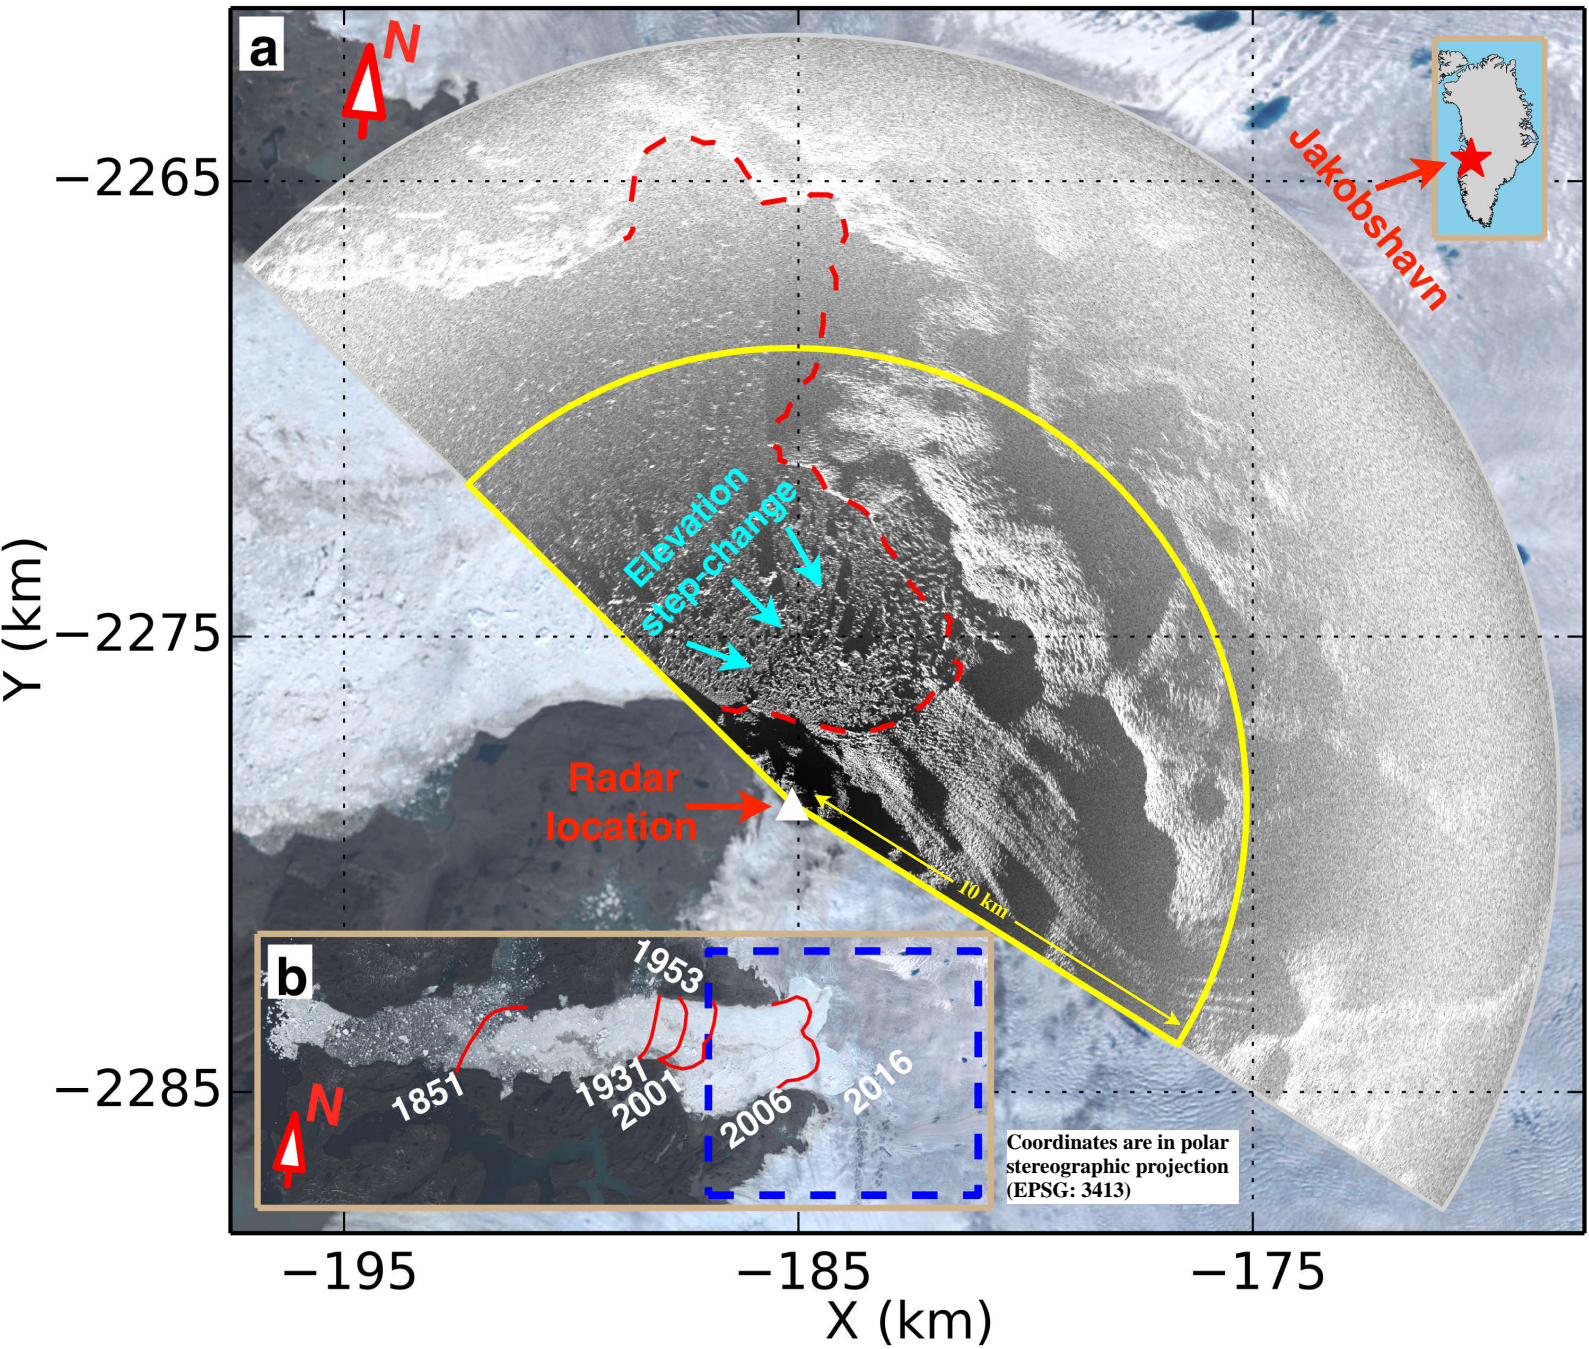 a
N
Jakobshavn
−2265
Elevation
step-change
−2275
Y (km)
Radar
location
10 km
b
1953
1851
1931
2001
2006
2016
N
−2285
Coordinates are in polar
stereographic projection
(EPSG: 3413)
−195
−185
−175
X (km)